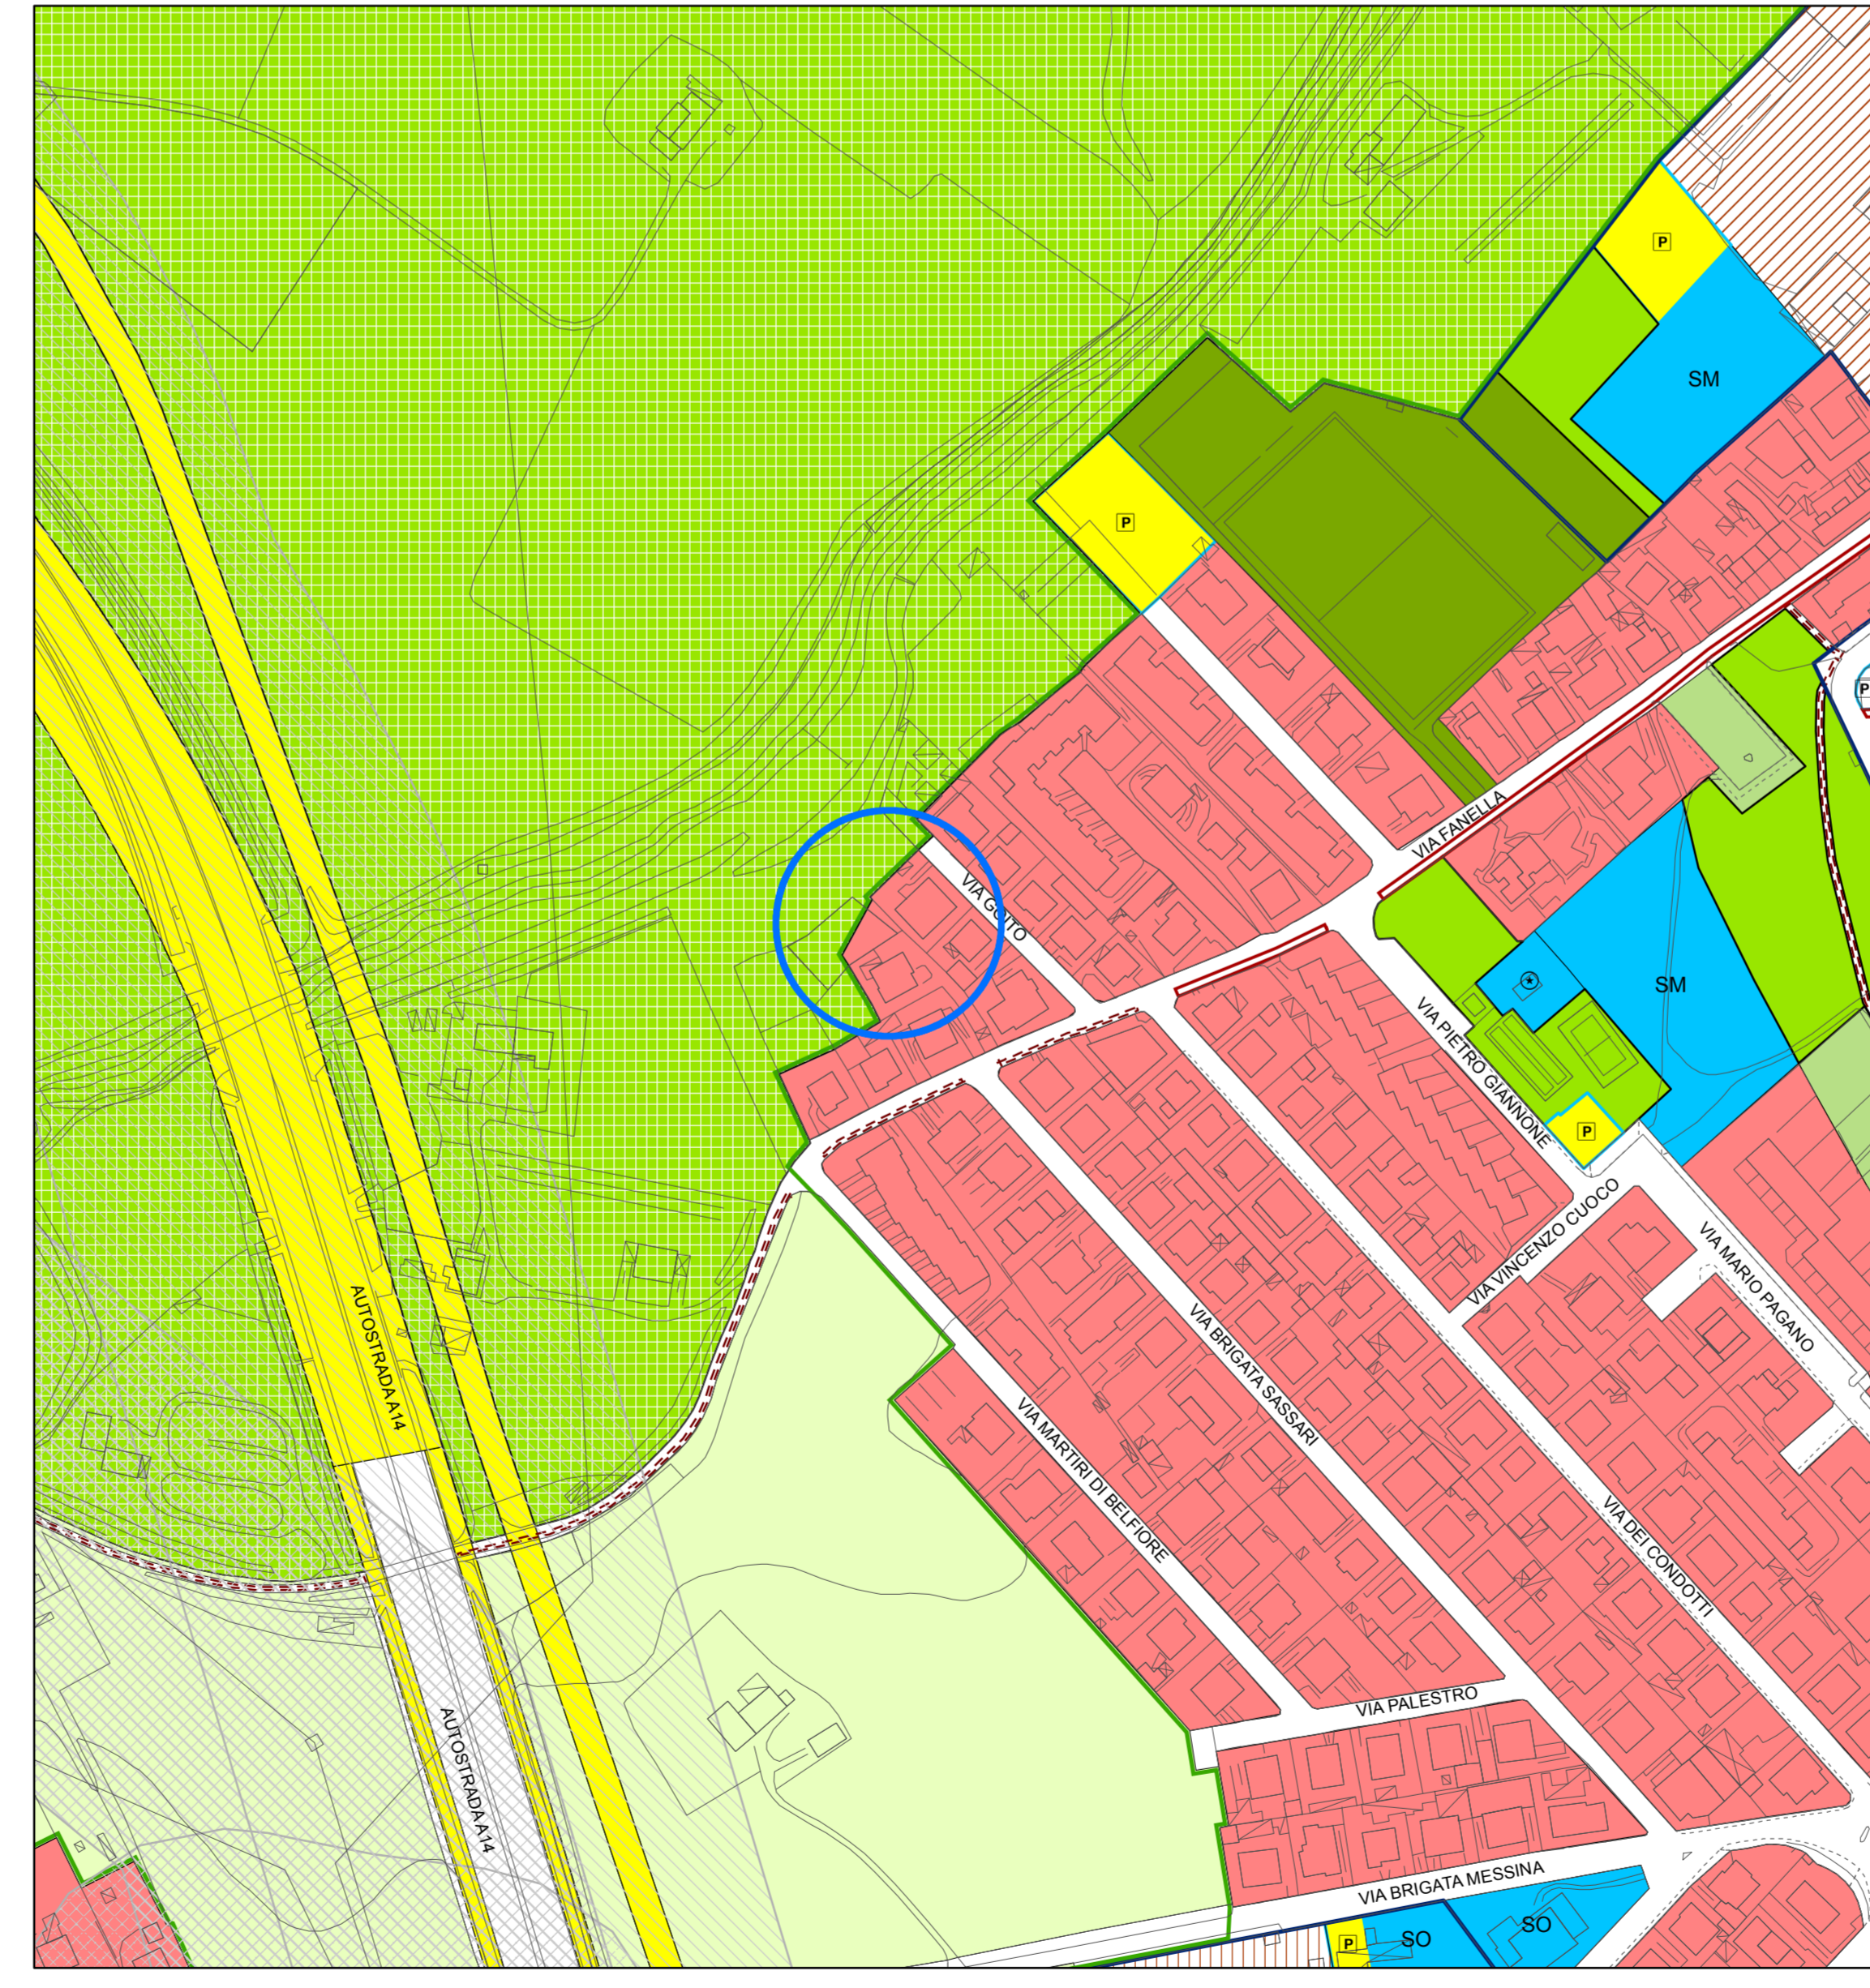 P
SM
P
P
VIA FANELLA
VIA GOITO
SM
VIA PIETRO GIANNONE
P
VIA VINCENZO CUOCO
VIA MARIO PAGANO
AUTOSTRADA A14
VIA BRIGATA SASSARI
VIA MARTIRI DI BELFIORE
VIA DEI CONDOTTI
VIA PALESTRO
AUTOSTRADA A14
VIA BRIGATA MESSINA
SO
SO
P